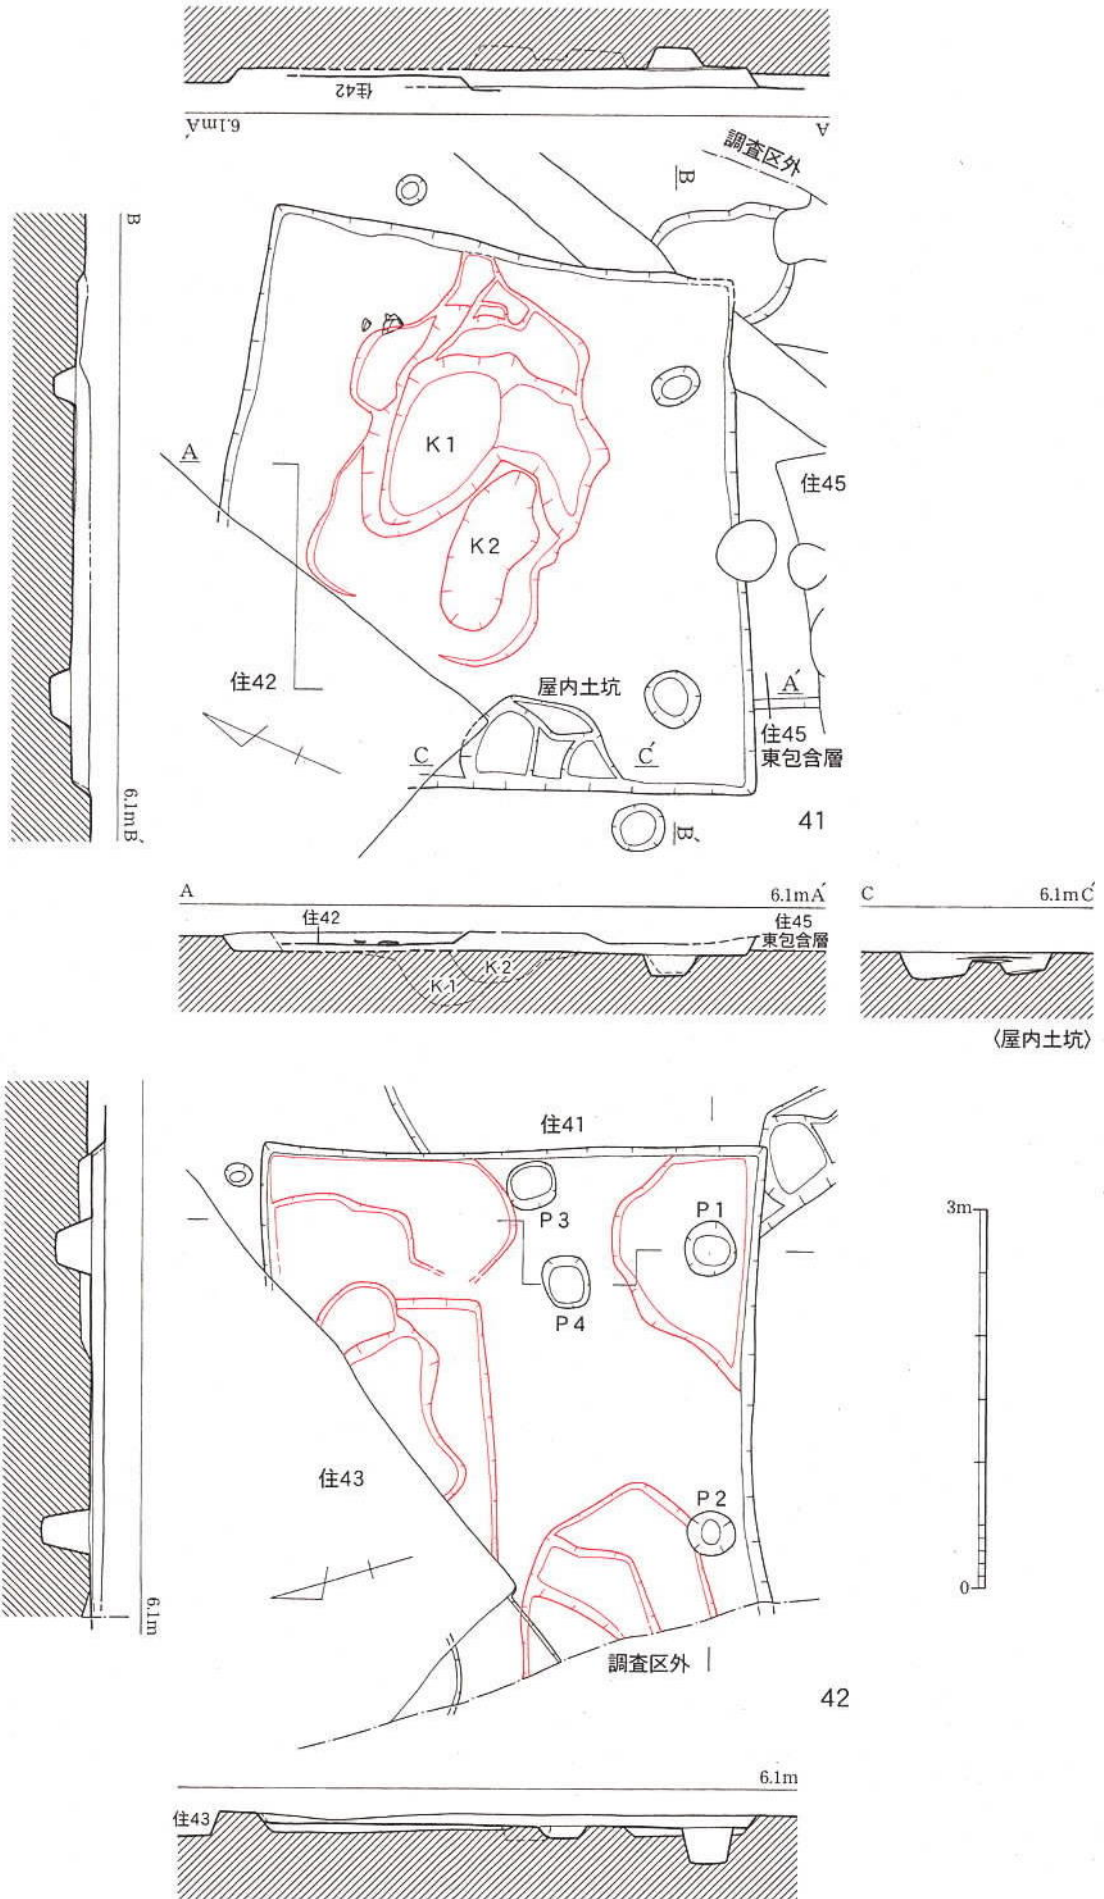 住42
6.1mA′
A
調査区外
B
B
A
K1
住45
K2
住42
屋内土坑
A′
住45
東包含層
C
C′
6.1mB′
B′
41
A
6.1mA′
C
6.1mC′
住42
住45
東包含層
K-2
K-1
〈屋内土坑〉
住41
P1
3m
P3
P4
住43
P2
0
6.1m
調査区外
42
6.1m
住43